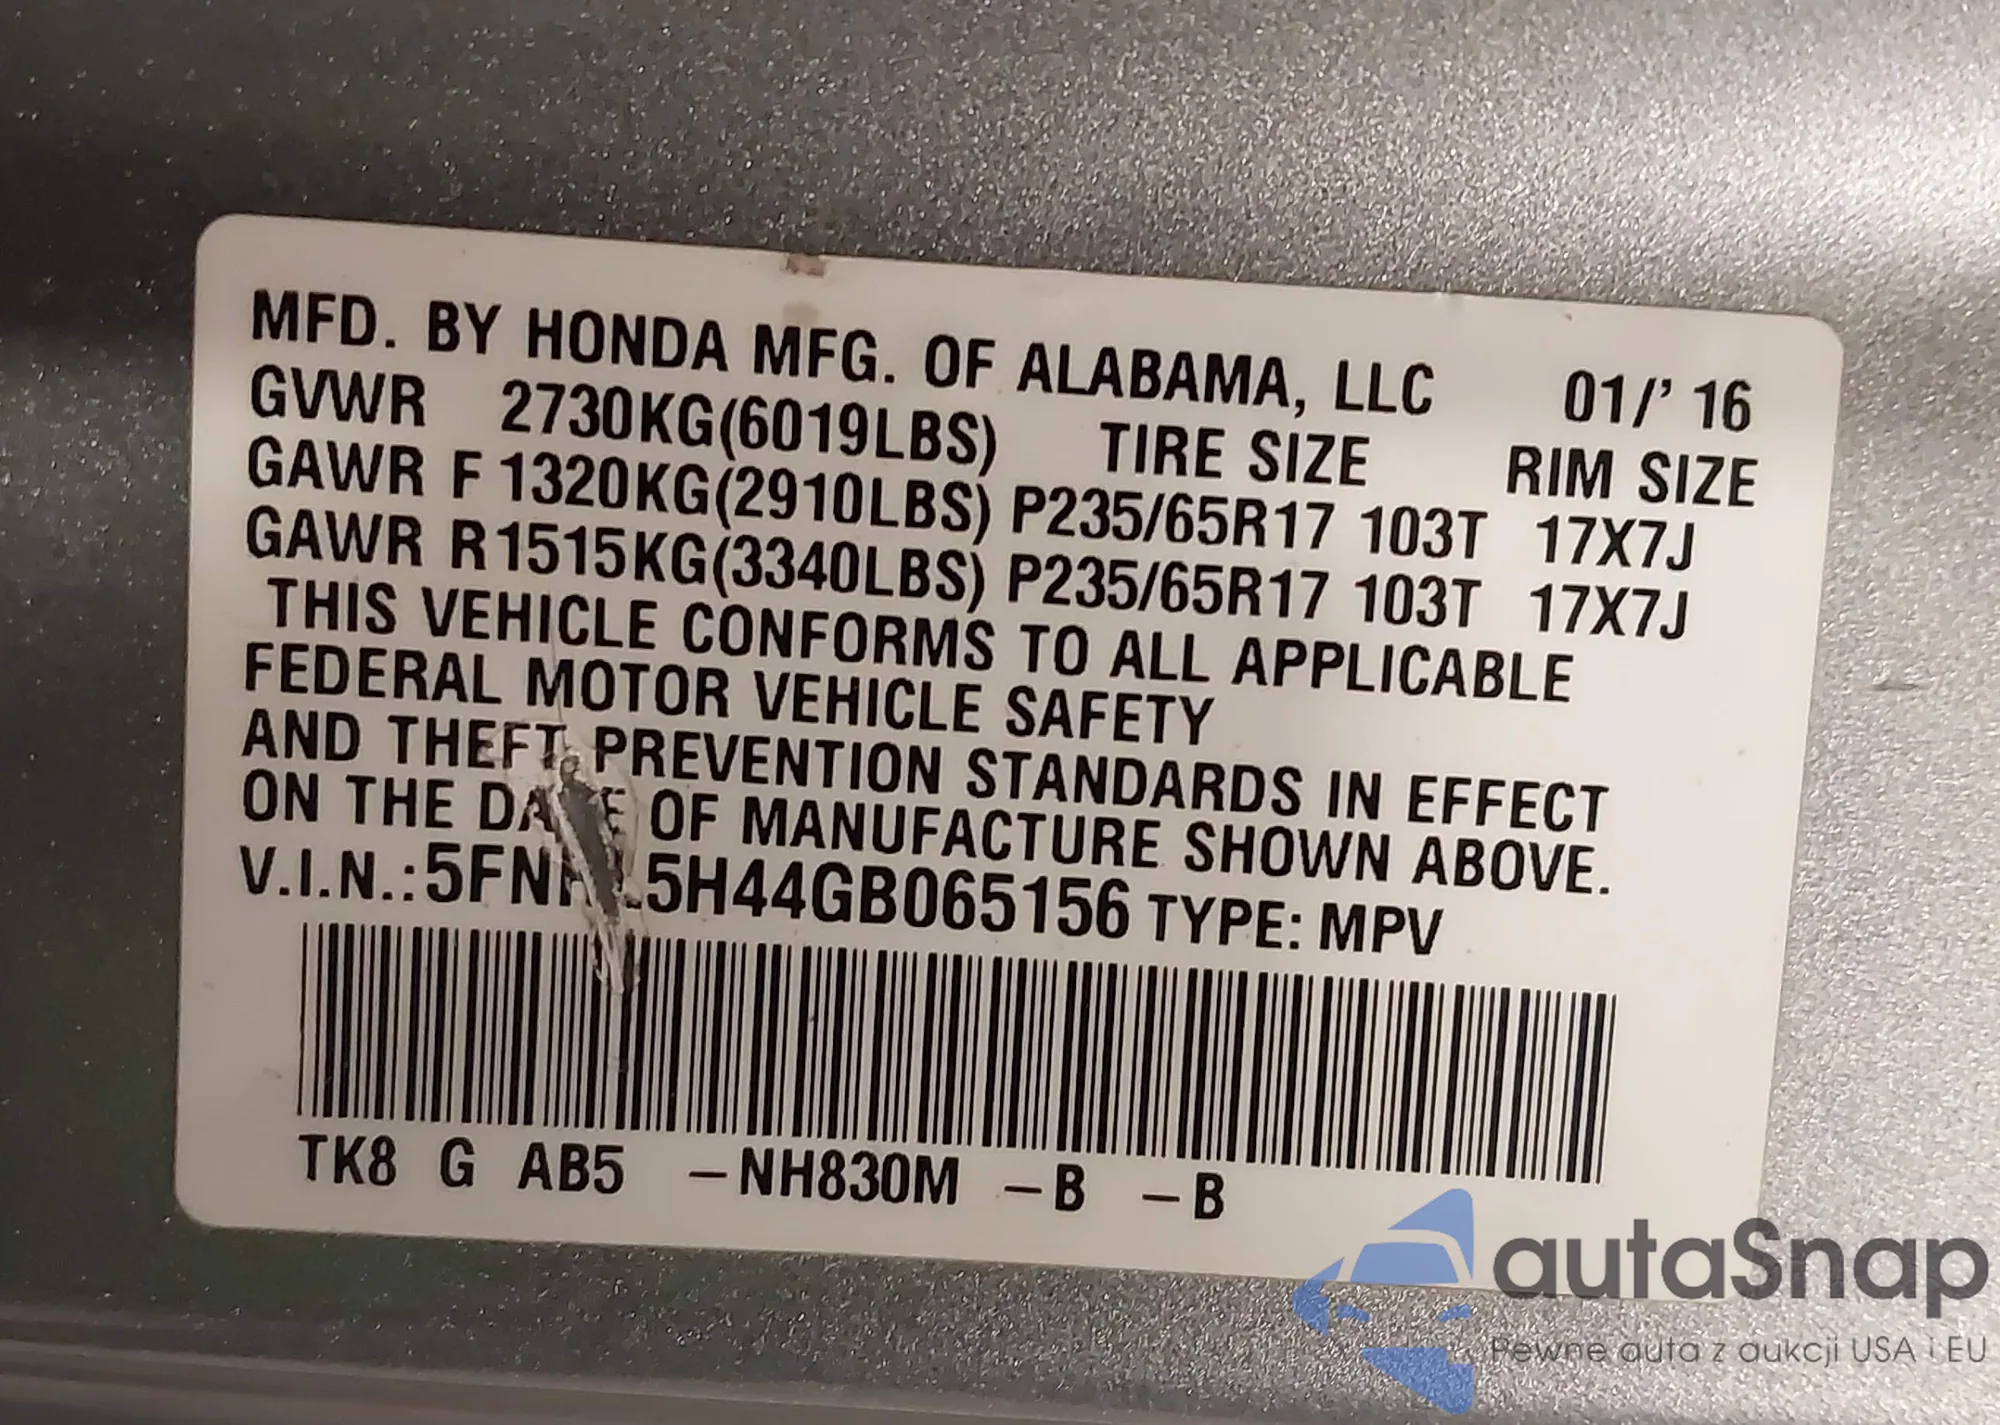 MFD. BY HONDA MFG. OF ALABAMA, LLC 01/' 16
GVWR 2730KG(6019LBS) TIRE SIZE RIM SIZE
GAWR F 1320KG(2910LBS) P235/65R17 103T 17X7J
GAWR R 1515KG(3340LBS) P235/65R17 103T 17X7J
THIS VEHICLE CONFORMS TO ALL APPLICABLE
FEDERAL MOTOR VEHICLE SAFETY
AND THEFT PREVENTION STANDARDS IN EFFECT
ON THE DATE OF MANUFACTURE SHOWN ABOVE.
V.I.N.: TYPE: MPV
TK8 G AB5 -NH830M -B -B
autaSnap
Pewne auta z aukcji USA i EU